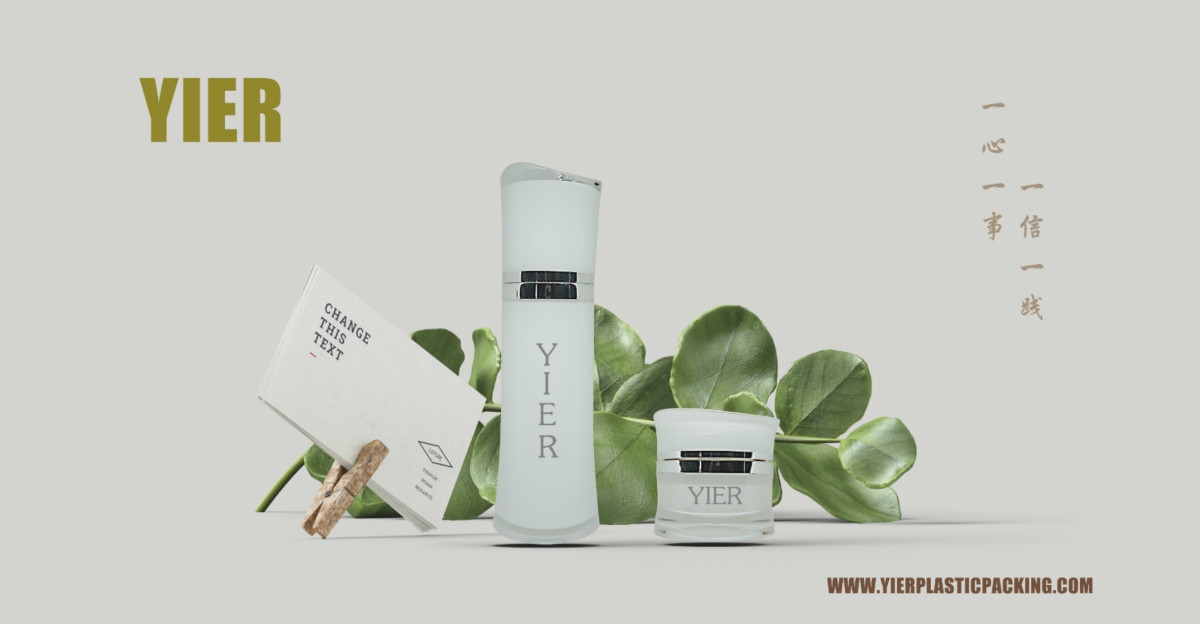 YIER
一心一事
一信一践
CHANGE
THIS
TEXT
YIER
YIER
WWW.YIERPLASTICPACKING.COM